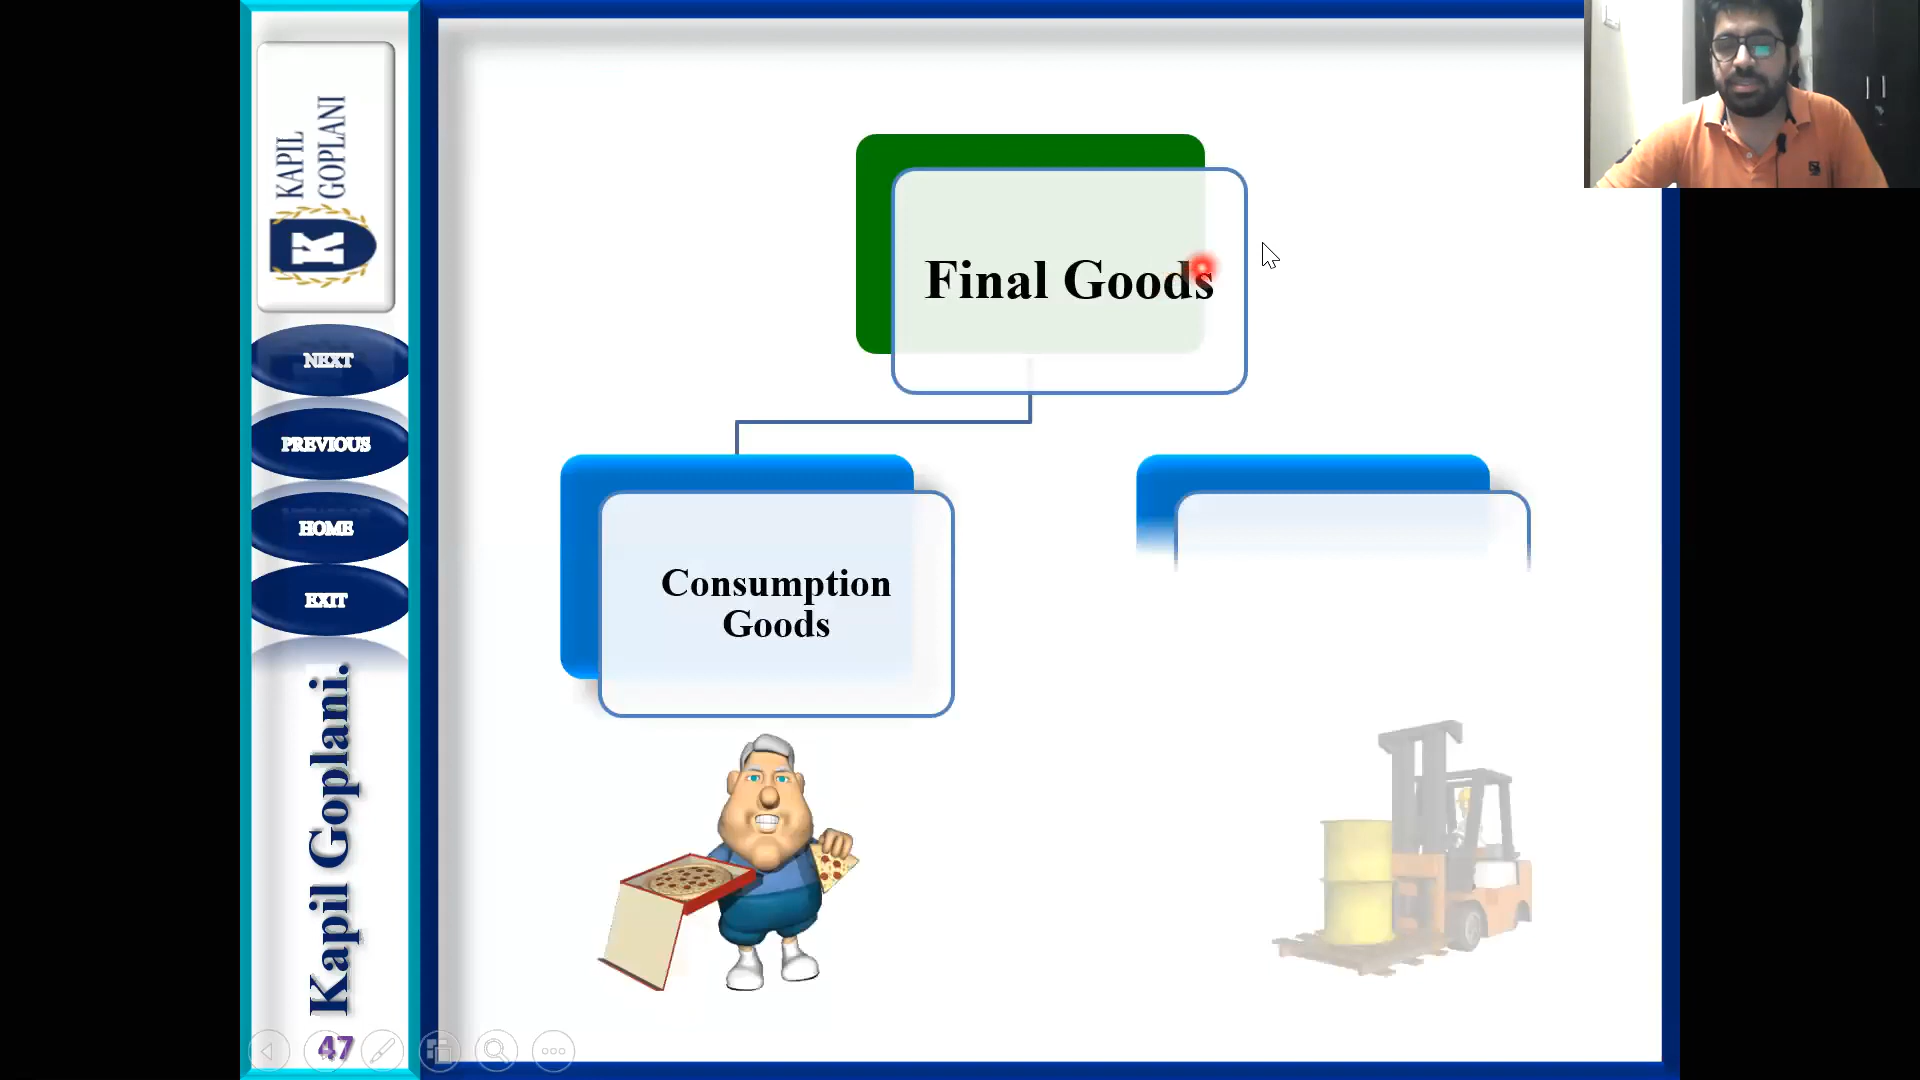 KAPIL
GOPLANI
K
NEXT
PREVIOUS
HOME
EXIT
Kapil Goplani.
47
Final Goods
Consumption
Goods